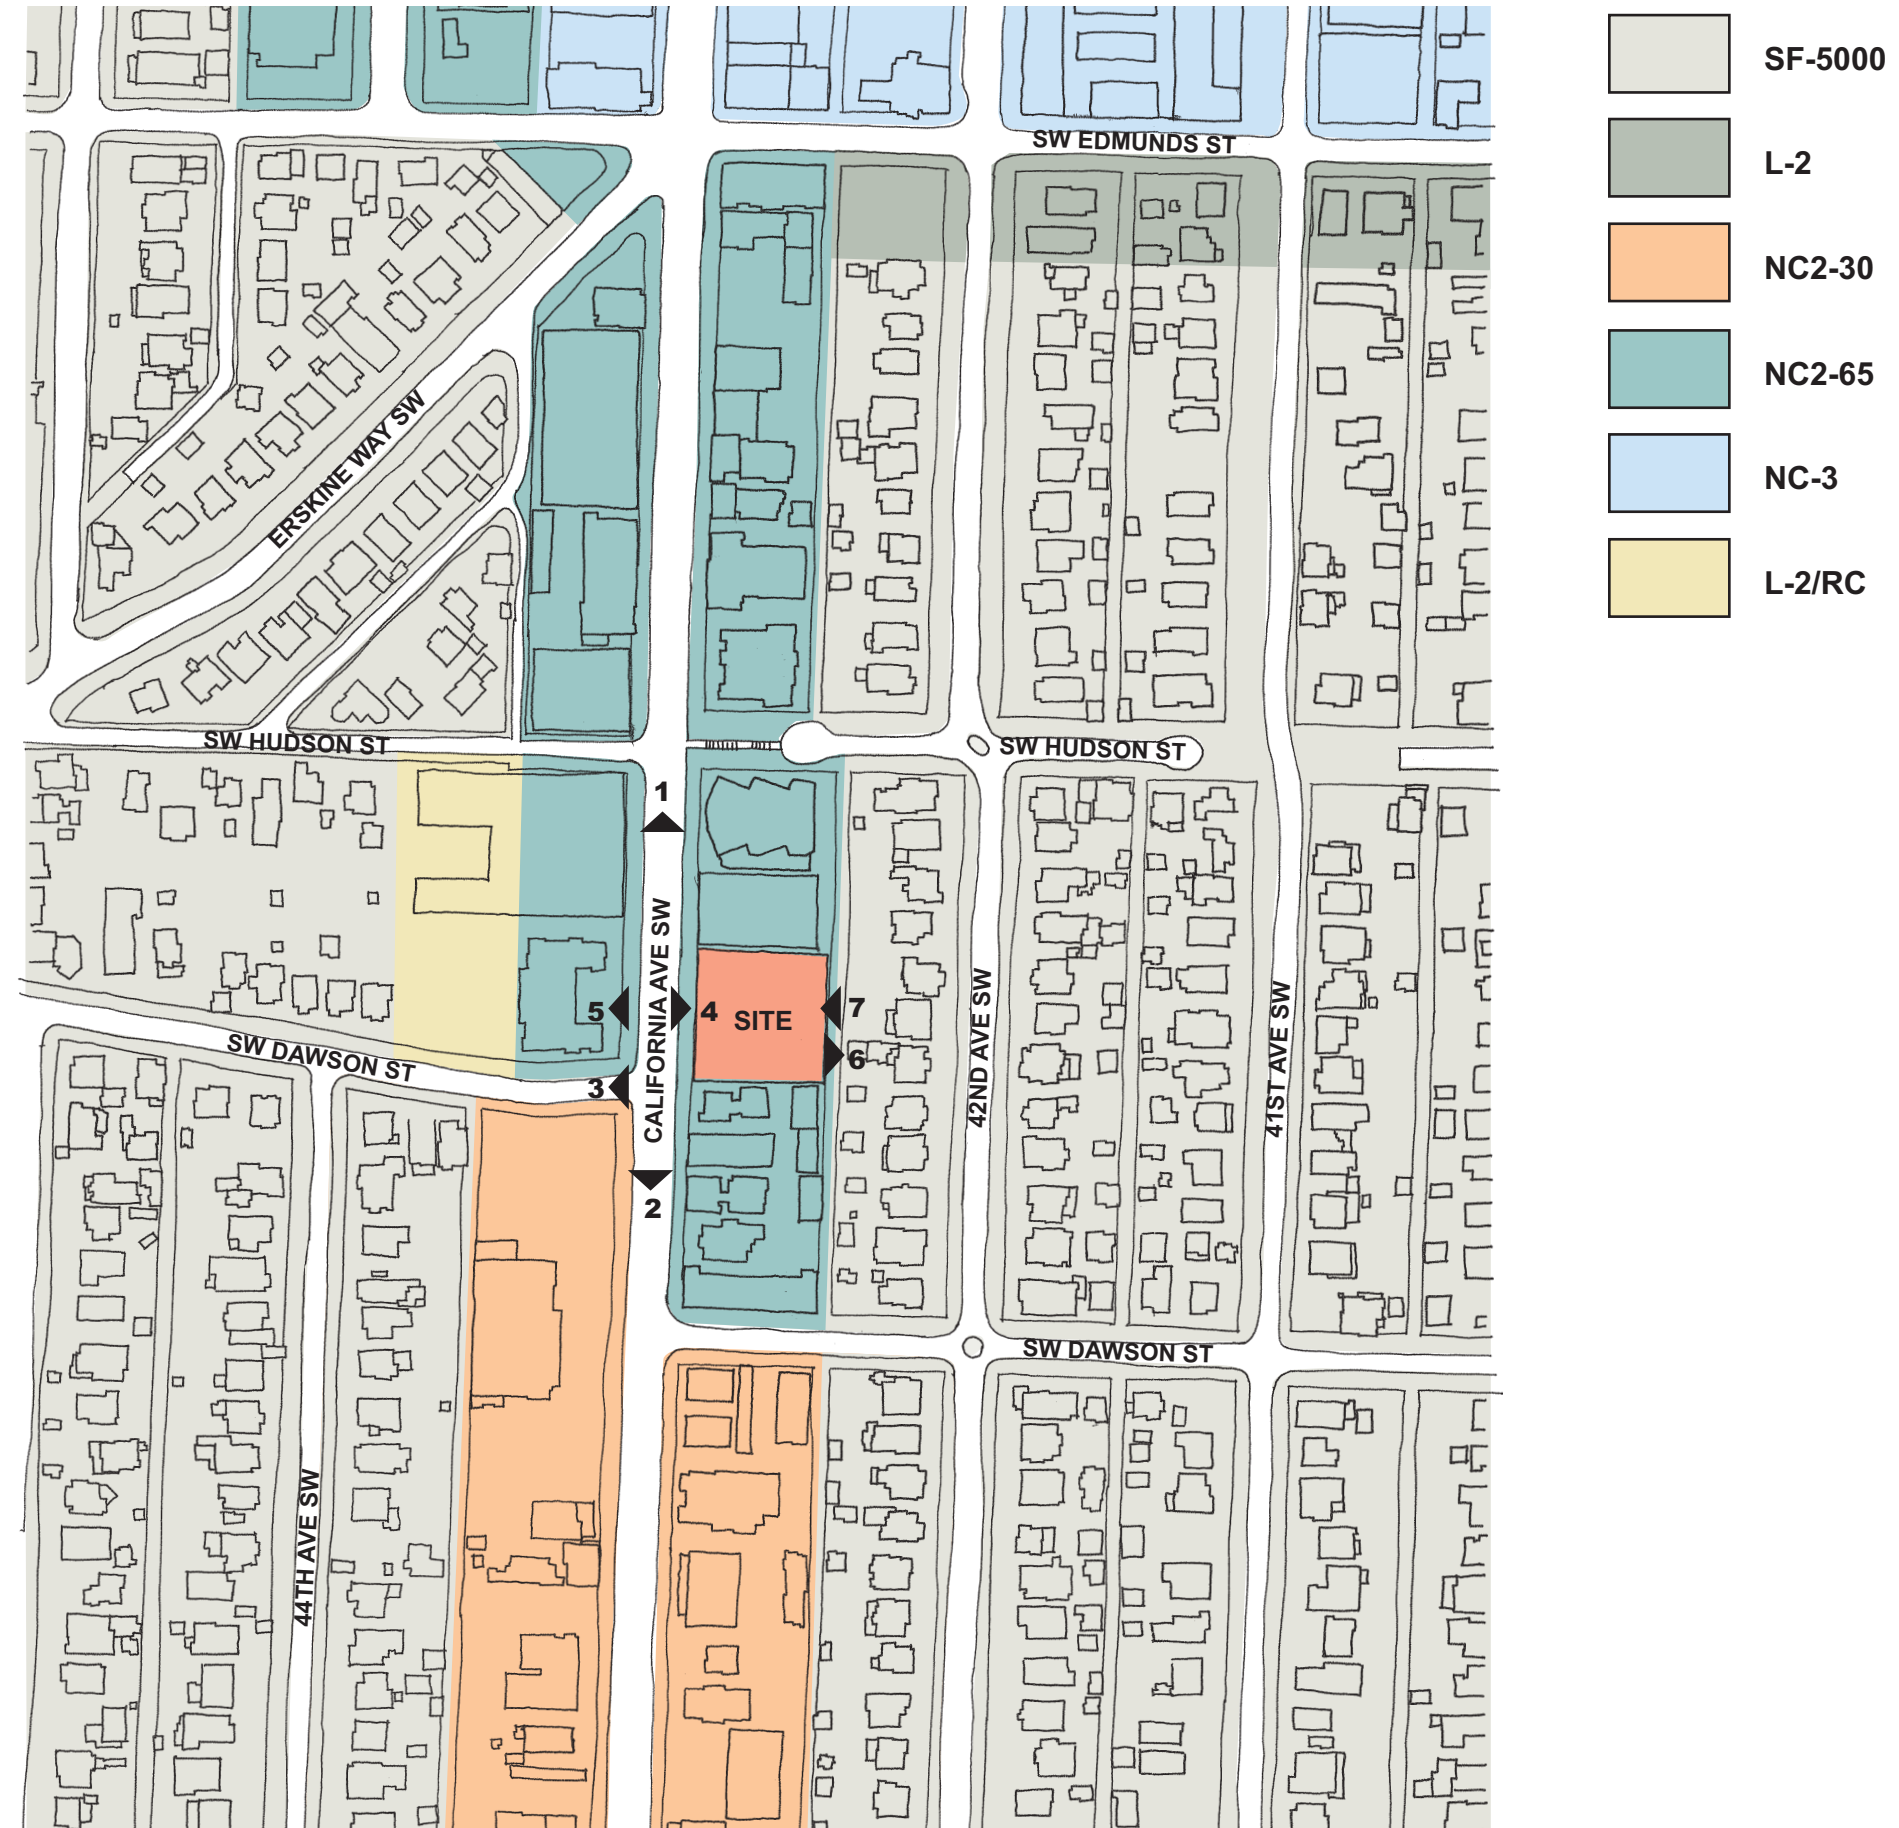 SF-5000
L-2
NC2-30
NC2-65
NC-3
L-2/RC
SW EDMUNDS ST
ERSKINE WAY SW
SW HUDSON ST
SW HUDSON ST
1
CALIFORNIA AVE SW
5
4
SITE
7
6
3
2
42ND AVE SW
41ST AVE SW
SW DAWSON ST
SW DAWSON ST
44TH AVE SW